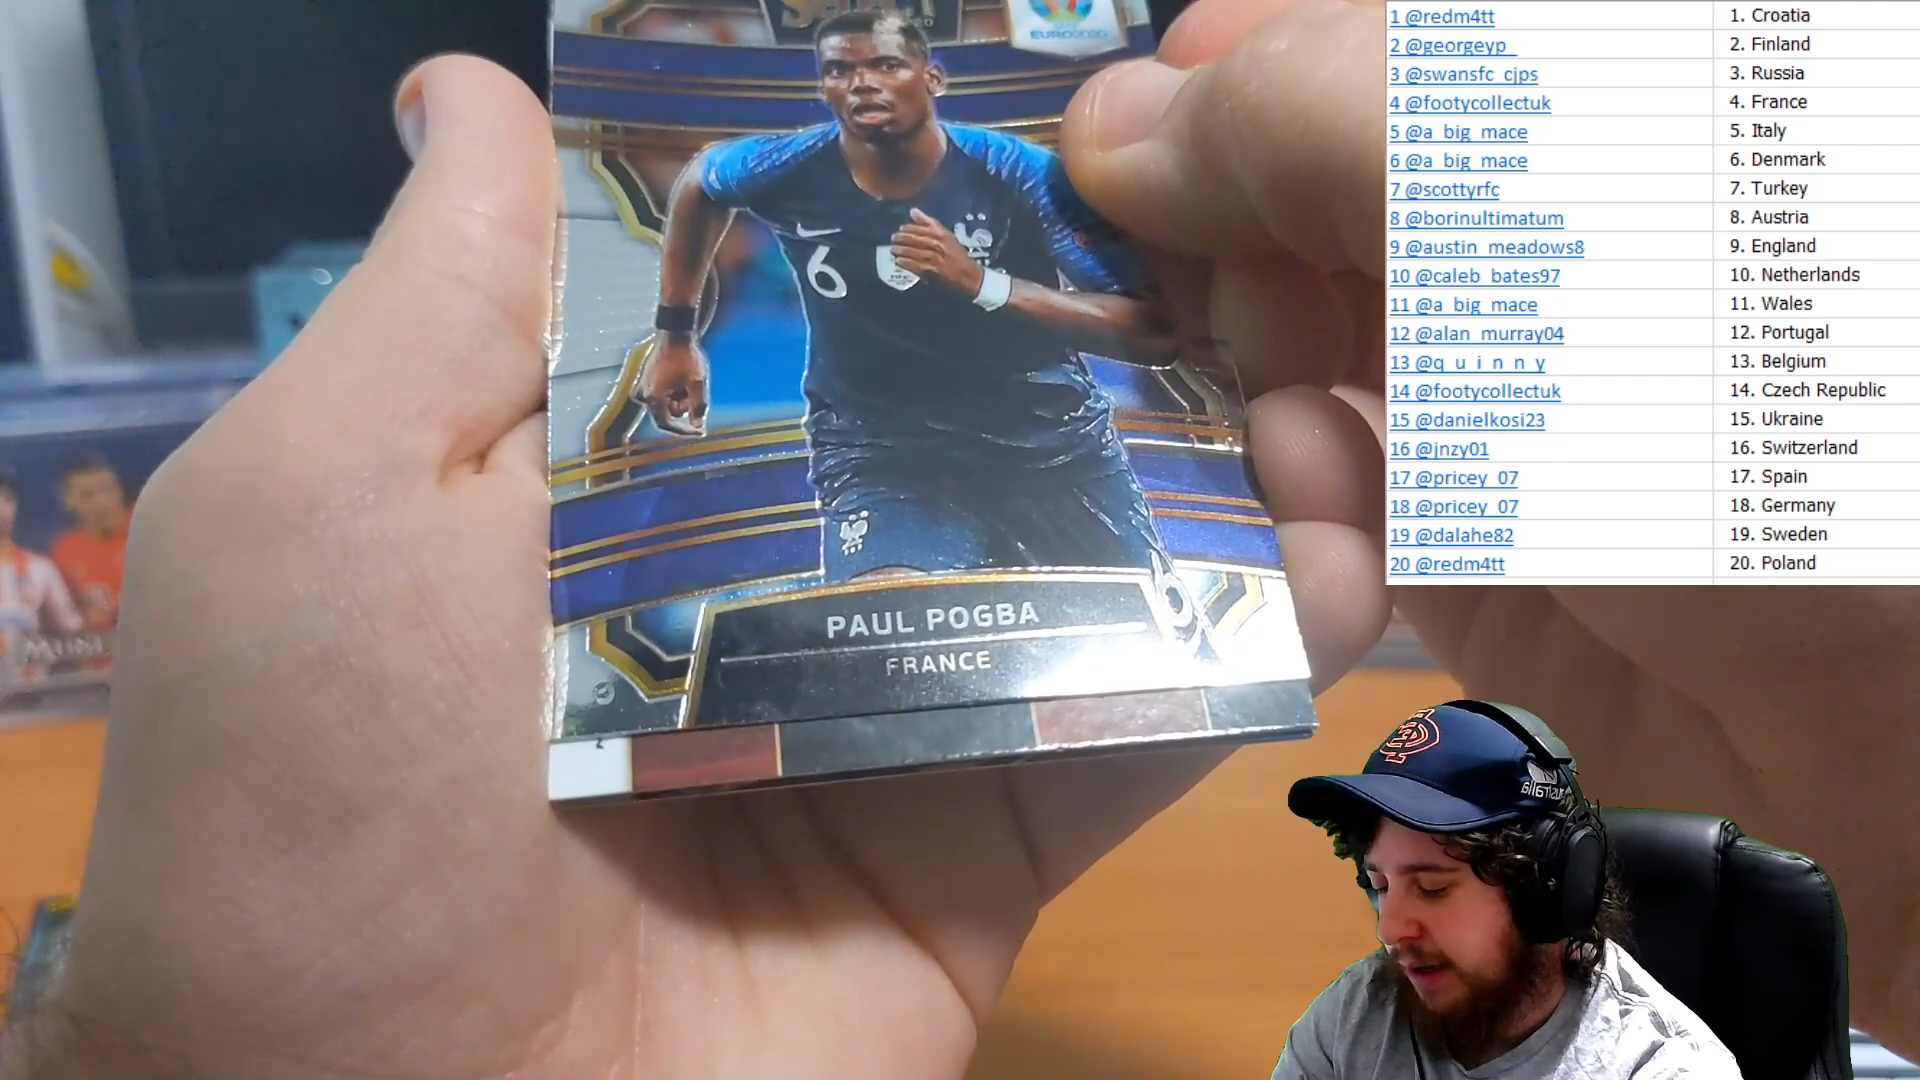 EURO2020
6
PAUL POGBA
FRANCE
1 @redm4tt 1. Croatia
2 @georgeyp_ 2. Finland
3 @swansfc_cjps 3. Russia
4 @footycollectuk 4. France
5 @a_big_mace 5. Italy
6 @a_big_mace 6. Denmark
7 @scottyrfc 7. Turkey
8 @borinultimatum 8. Austria
9 @austin_meadows8 9. England
10 @caleb_bates97 10. Netherlands
11 @a_big_mace 11. Wales
12 @alan_murray04 12. Portugal
13 @q_u_i_n_n_y 13. Belgium
14 @footycollectuk 14. Czech Republic
15 @danielkosi23 15. Ukraine
16 @jnzy01 16. Switzerland
17 @pricey_07 17. Spain
18 @pricey_07 18. Germany
19 @dalahe82 19. Sweden
20 @redm4tt 20. Poland